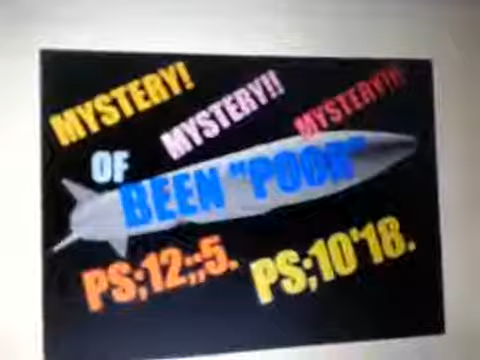 MYSTERY!
MYSTERY!!
MYSTERY!!!
OF
BEEN "POOR"
PS;12;;5.
PS;10'18.